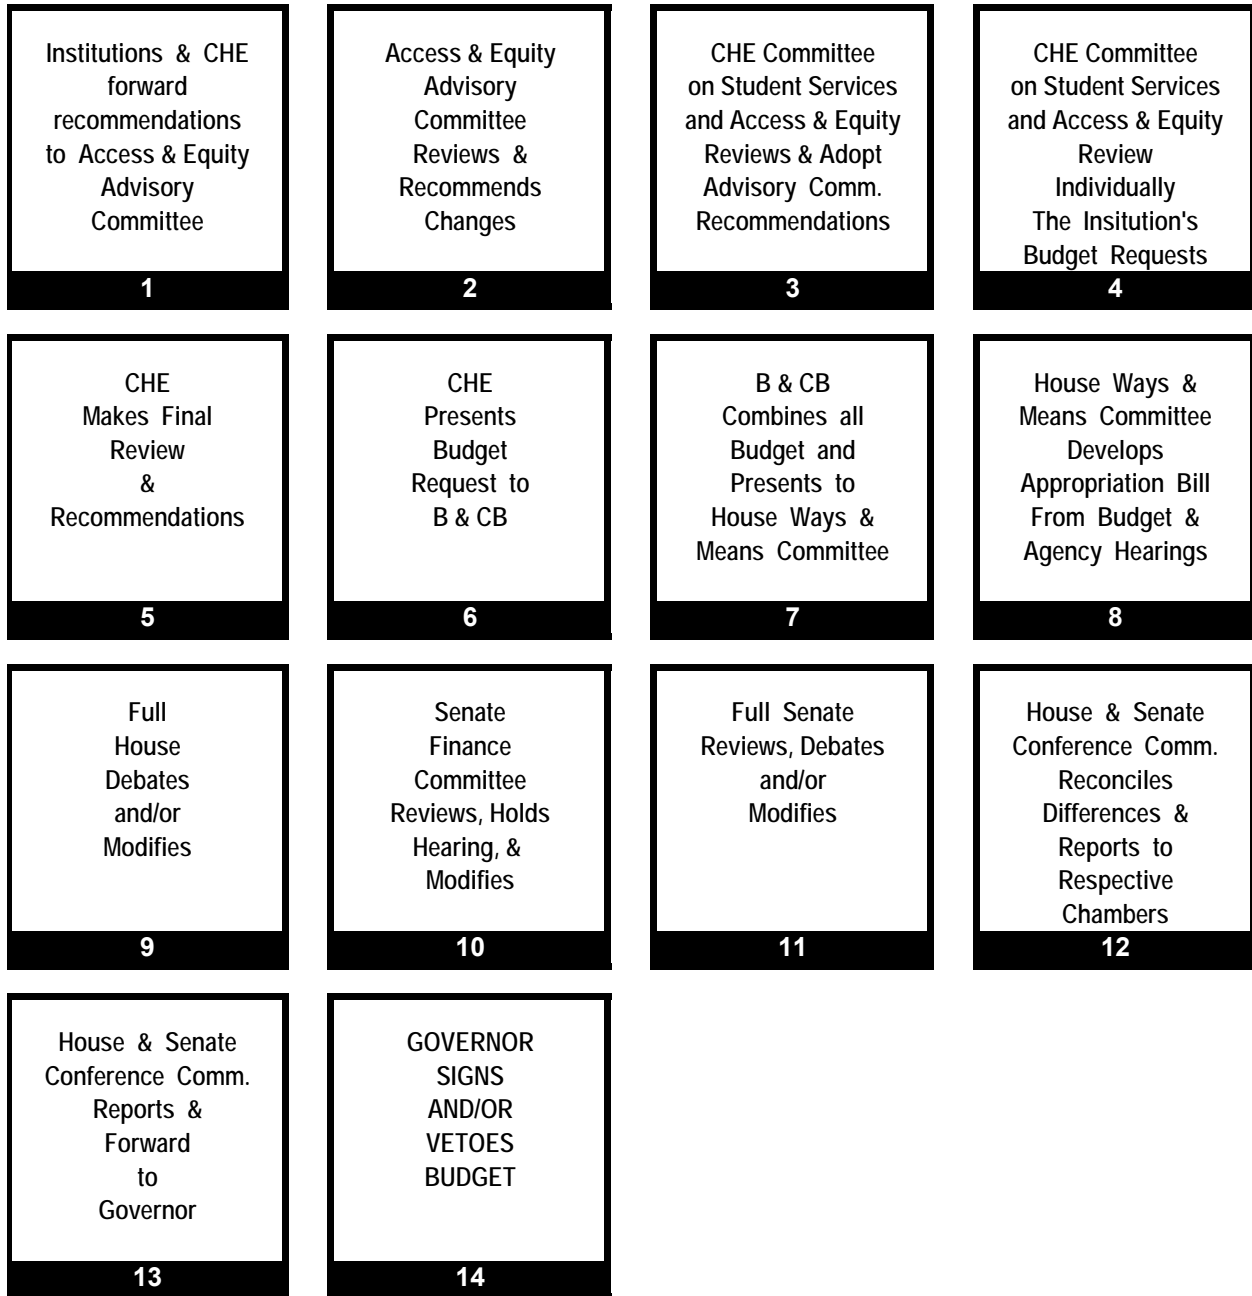 Institutions & CHE
forward
recommendations
to Access & Equity
Advisory
Committee
1
Access & Equity
Advisory
Committee
Reviews &
Recommends
Changes
2
CHE Committee
on Student Services
and Access & Equity
Reviews & Adopt
Advisory Comm.
Recommendations
3
CHE Committee
on Student Services
and Access & Equity
Review
Individually
The Insitution's
Budget Requests
4
CHE
Makes Final
Review
&
Recommendations
5
CHE
Presents
Budget
Request to
B & CB
6
B & CB
Combines all
Budget and
Presents to
House Ways &
Means Committee
7
House Ways &
Means Committee
Develops
Appropriation Bill
From Budget &
Agency Hearings
8
Full
House
Debates
and/or
Modifies
9
Senate
Finance
Committee
Reviews, Holds
Hearing, &
Modifies
10
Full Senate
Reviews, Debates
and/or
Modifies
11
House & Senate
Conference Comm.
Reconciles
Differences &
Reports to
Respective
Chambers
12
House & Senate
Conference Comm.
Reports &
Forward
to
Governor
13
GOVERNOR
SIGNS
AND/OR
VETOES
BUDGET
14